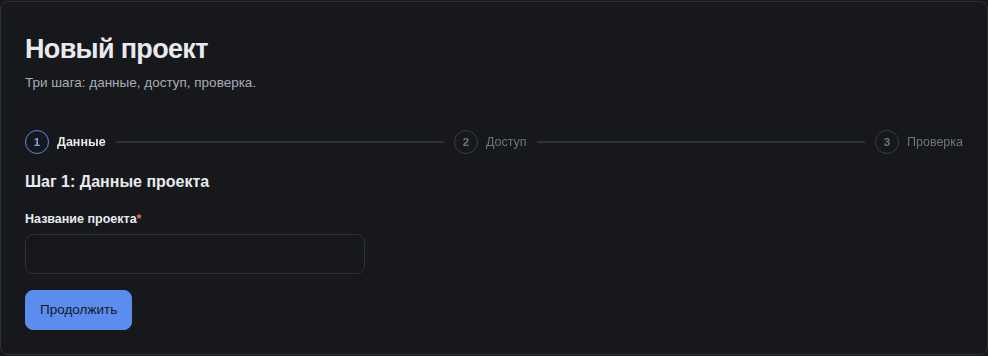 Новый проект
Три шага: данные, доступ, проверка.
1 Данные 2 Доступ 3 Проверка
Шаг 1: Данные проекта
Название проекта*
Продолжить